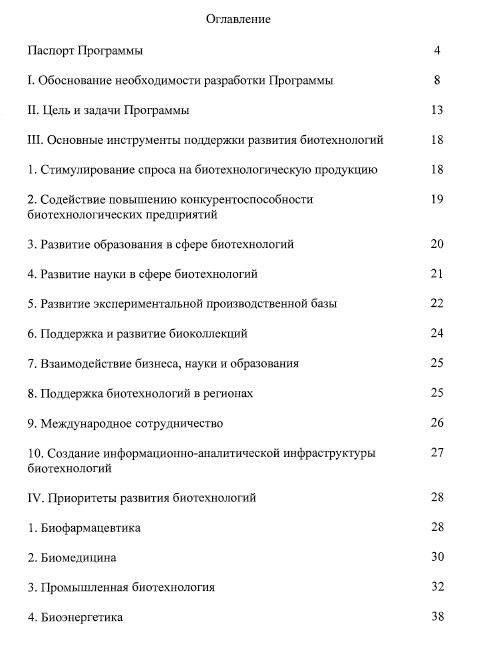 Оглавление
Паспорт Программы 4
I. Обоснование необходимости разработки Программы 8
II. Цель и задачи Программы 13
III. Основные инструменты поддержки развития биотехнологий 18
1. Стимулирование спроса на биотехнологическую продукцию 18
2. Содействие повышению конкурентоспособности 19
биотехнологических предприятий
3. Развитие образования в сфере биотехнологий 20
4. Развитие науки в сфере биотехнологий 21
5. Развитие экспериментальной производственной базы 22
6. Поддержка и развитие биоколлекций 24
7. Взаимодействие бизнеса, науки и образования 25
8. Поддержка биотехнологий в регионах 25
9. Международное сотрудничество 26
10. Создание информационно-аналитической инфраструктуры 27
биотехнологий
IV. Приоритеты развития биотехнологий 28
1. Биофармацевтика 28
2. Биомедицина 30
3. Промышленная биотехнология 32
4. Биоэнергетика 38